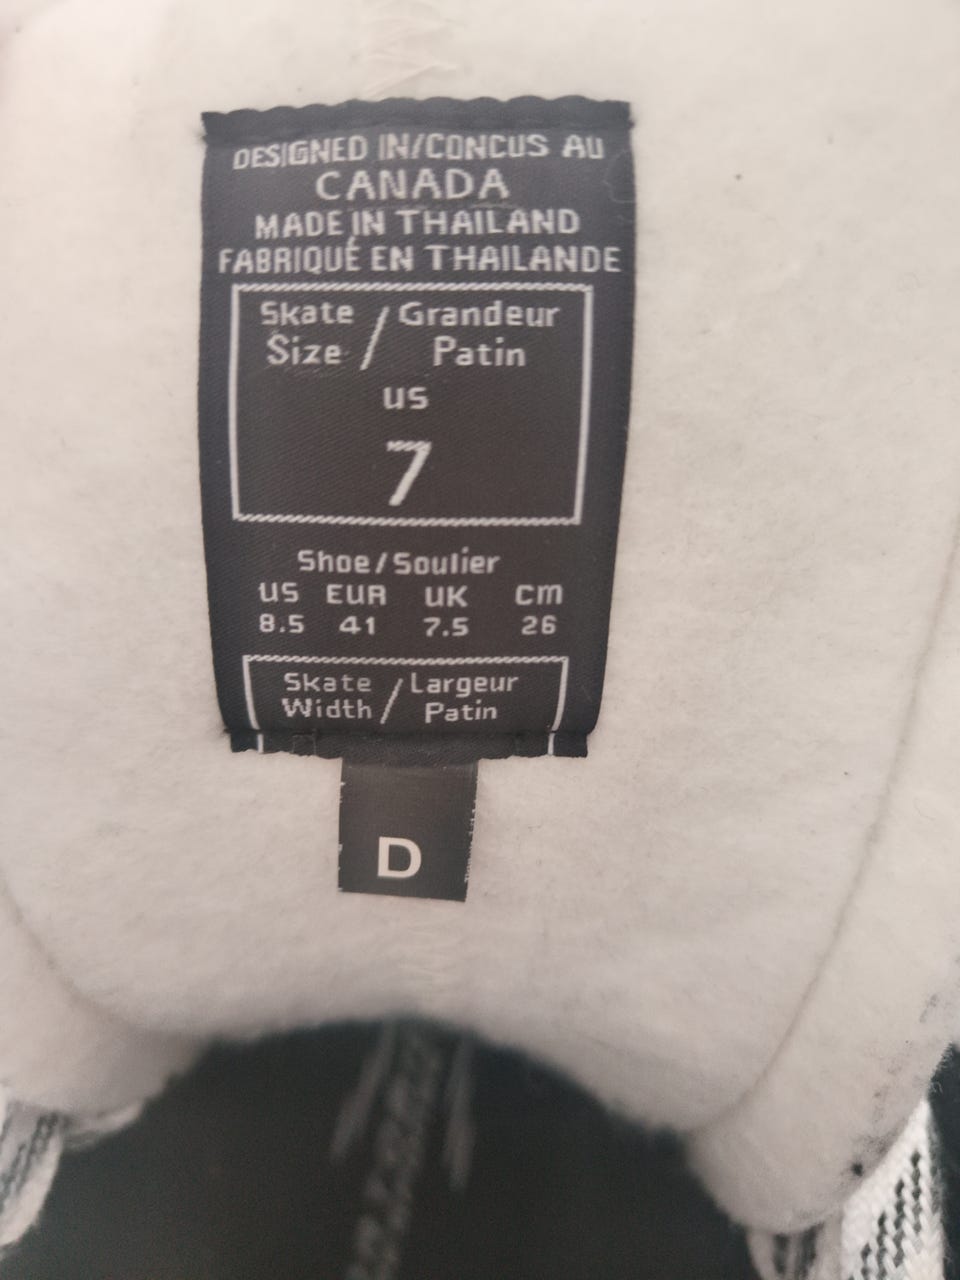 DESIGNED IN/CONCUS AU
CANADA
MADE IN THAILAND
FABRIQUÉ EN THAILANDE
Skate / Grandeur
Size / Patin
US
7
Shoe/Soulier
US EUR UK cm
8.5 41 7.5 26
Skate / Largeur
Width / Patin
D